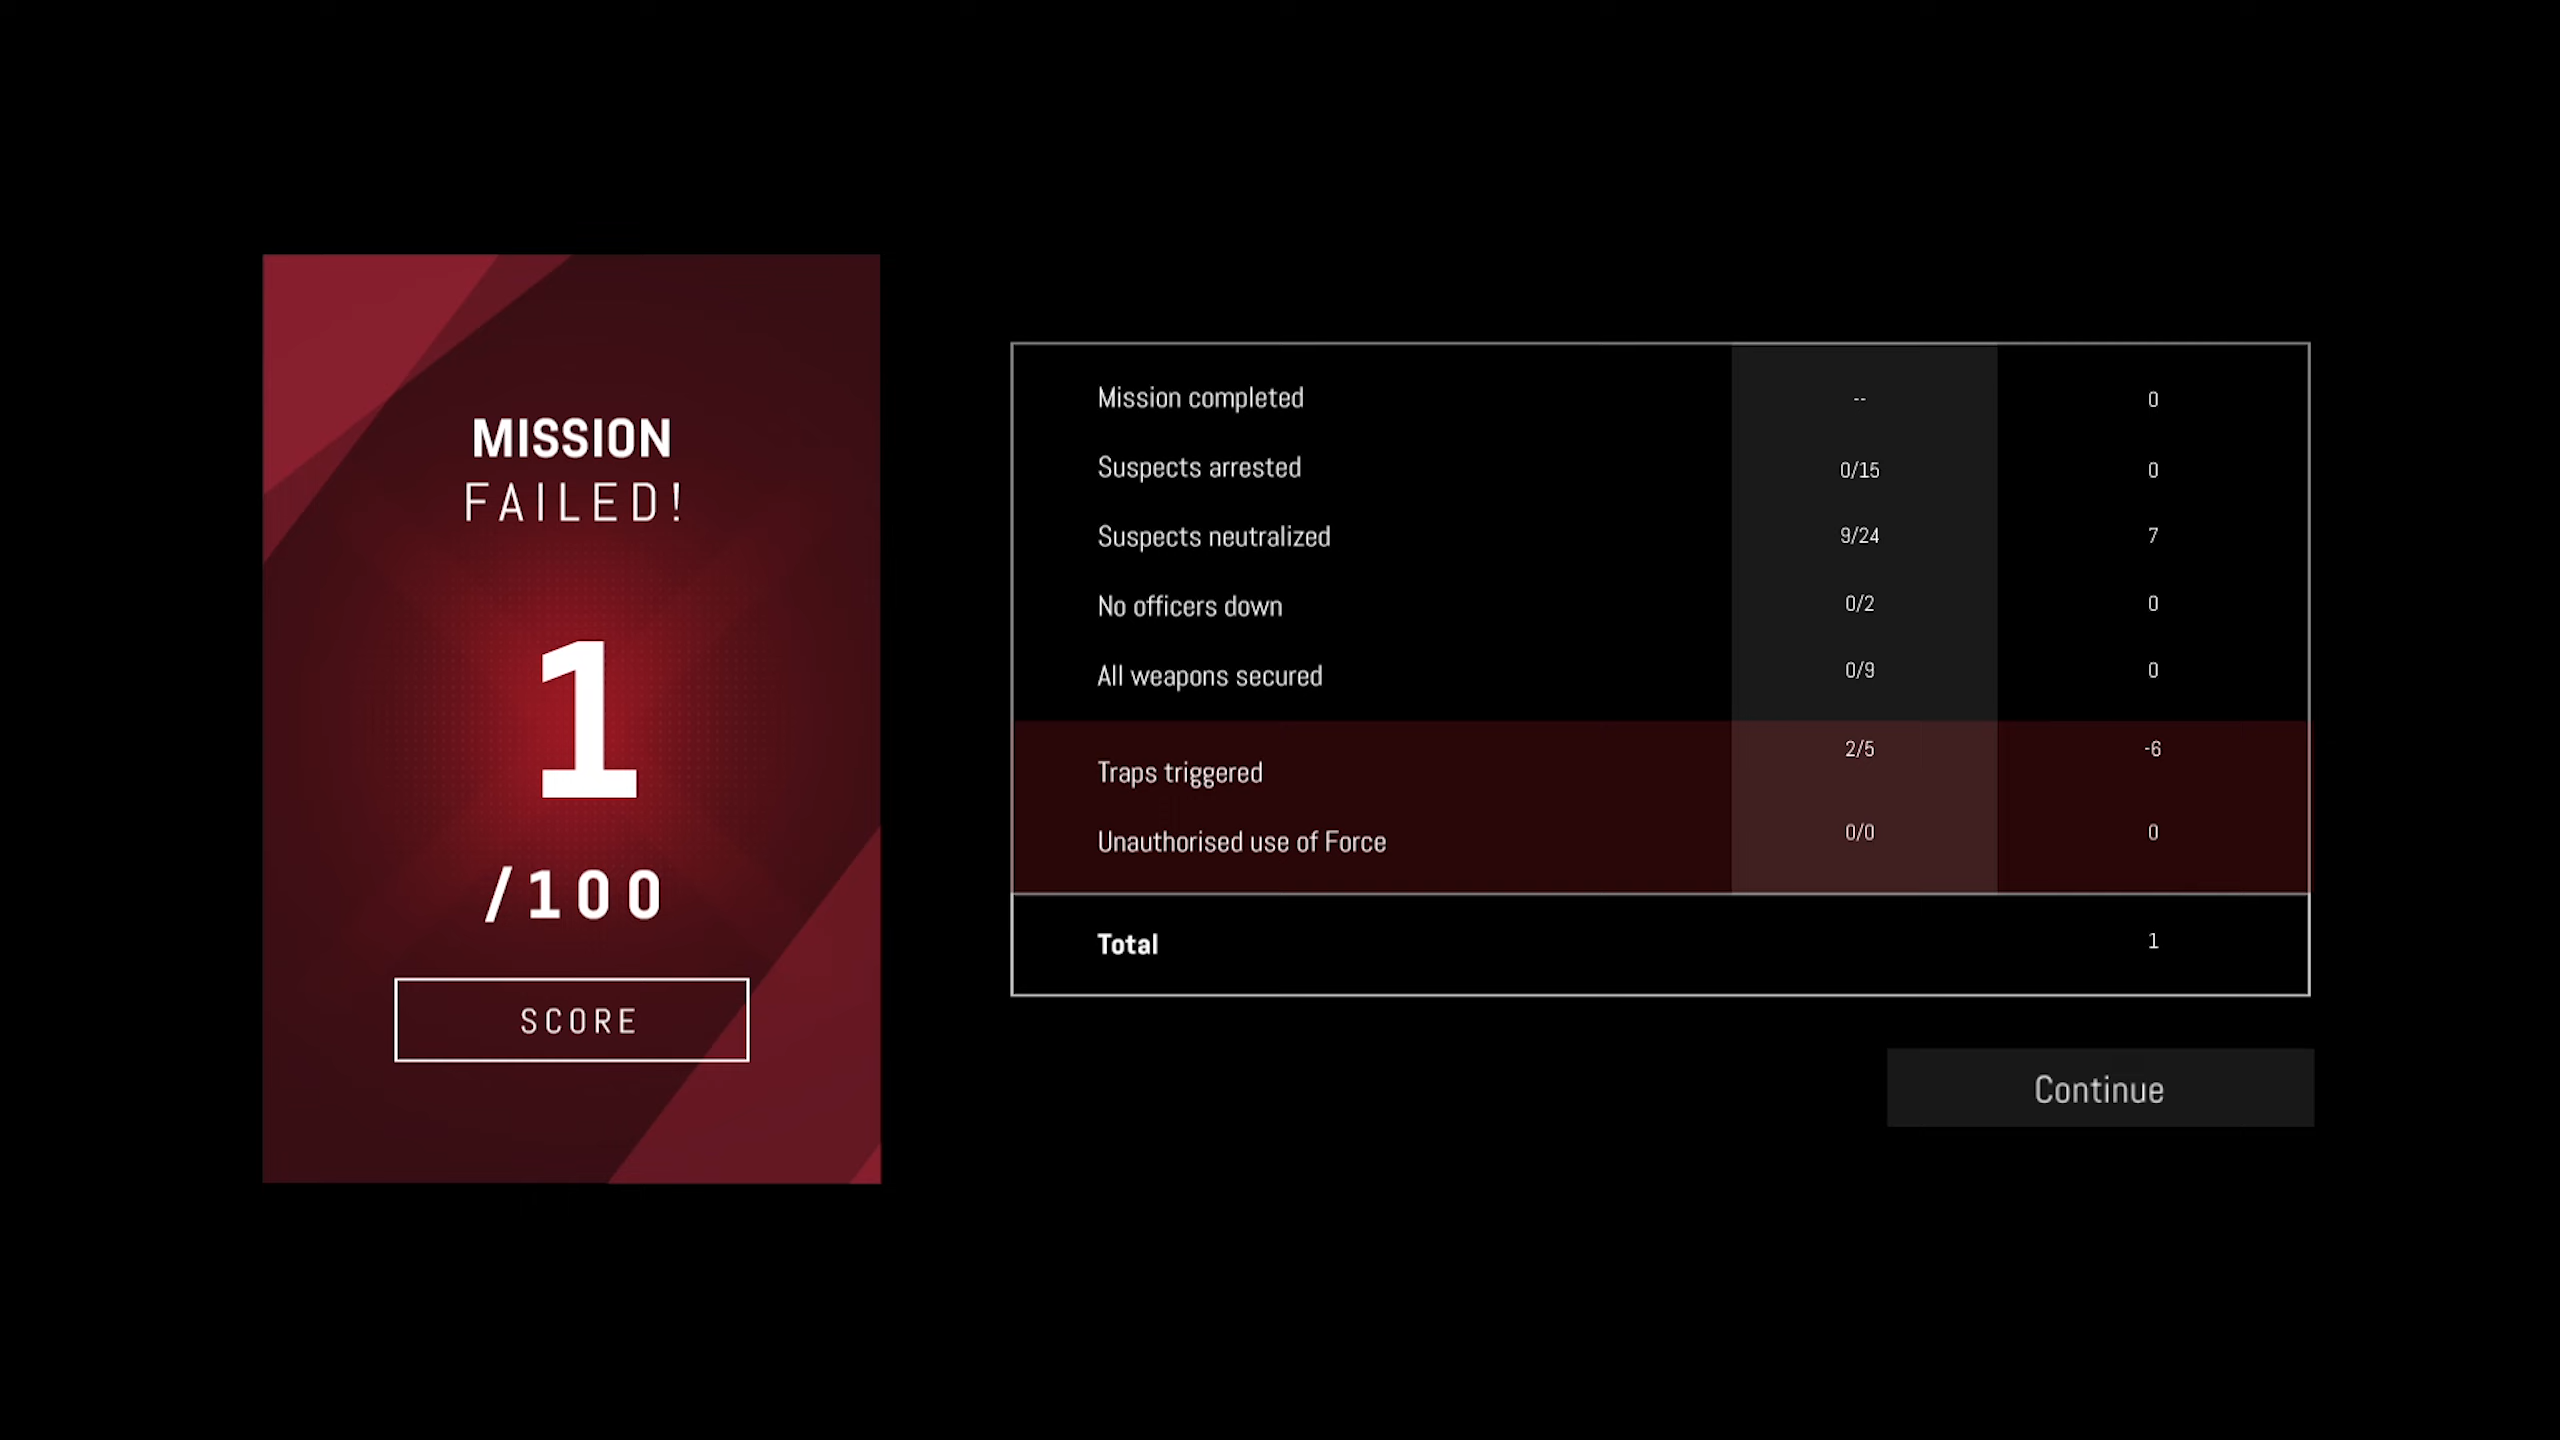 MISSION
FAILED!
1
/100
SCORE
Mission completed -- 0
Suspects arrested 0/15 0
Suspects neutralized 9/24 7
No officers down 0/2 0
All weapons secured 0/9 0
Traps triggered 2/5 -6
Unauthorised use of Force 0/0 0
Total 1
Continue